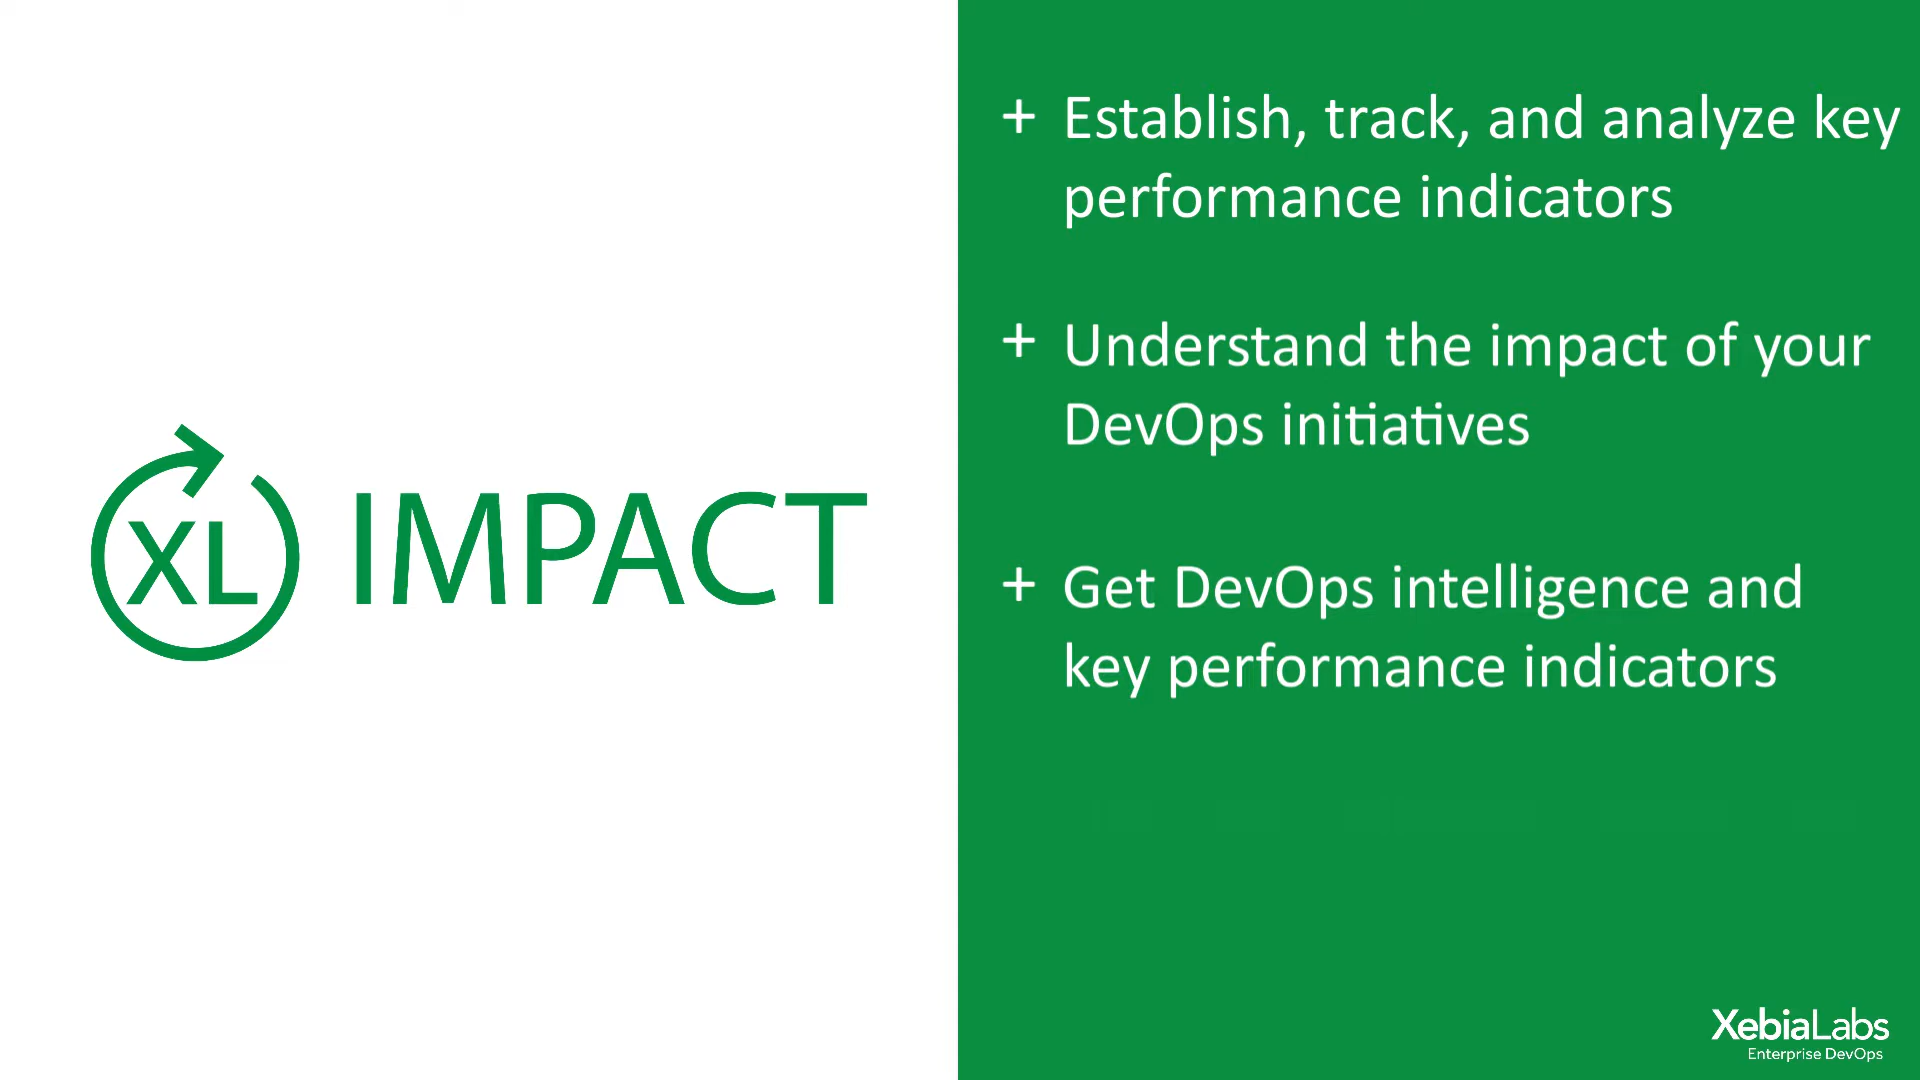 XL IMPACT
+ Establish, track, and analyze key
performance indicators
+ Understand the impact of your
DevOps initiatives
+ Get DevOps intelligence and
key performance indicators
XebiaLabs
Enterprise DevOps